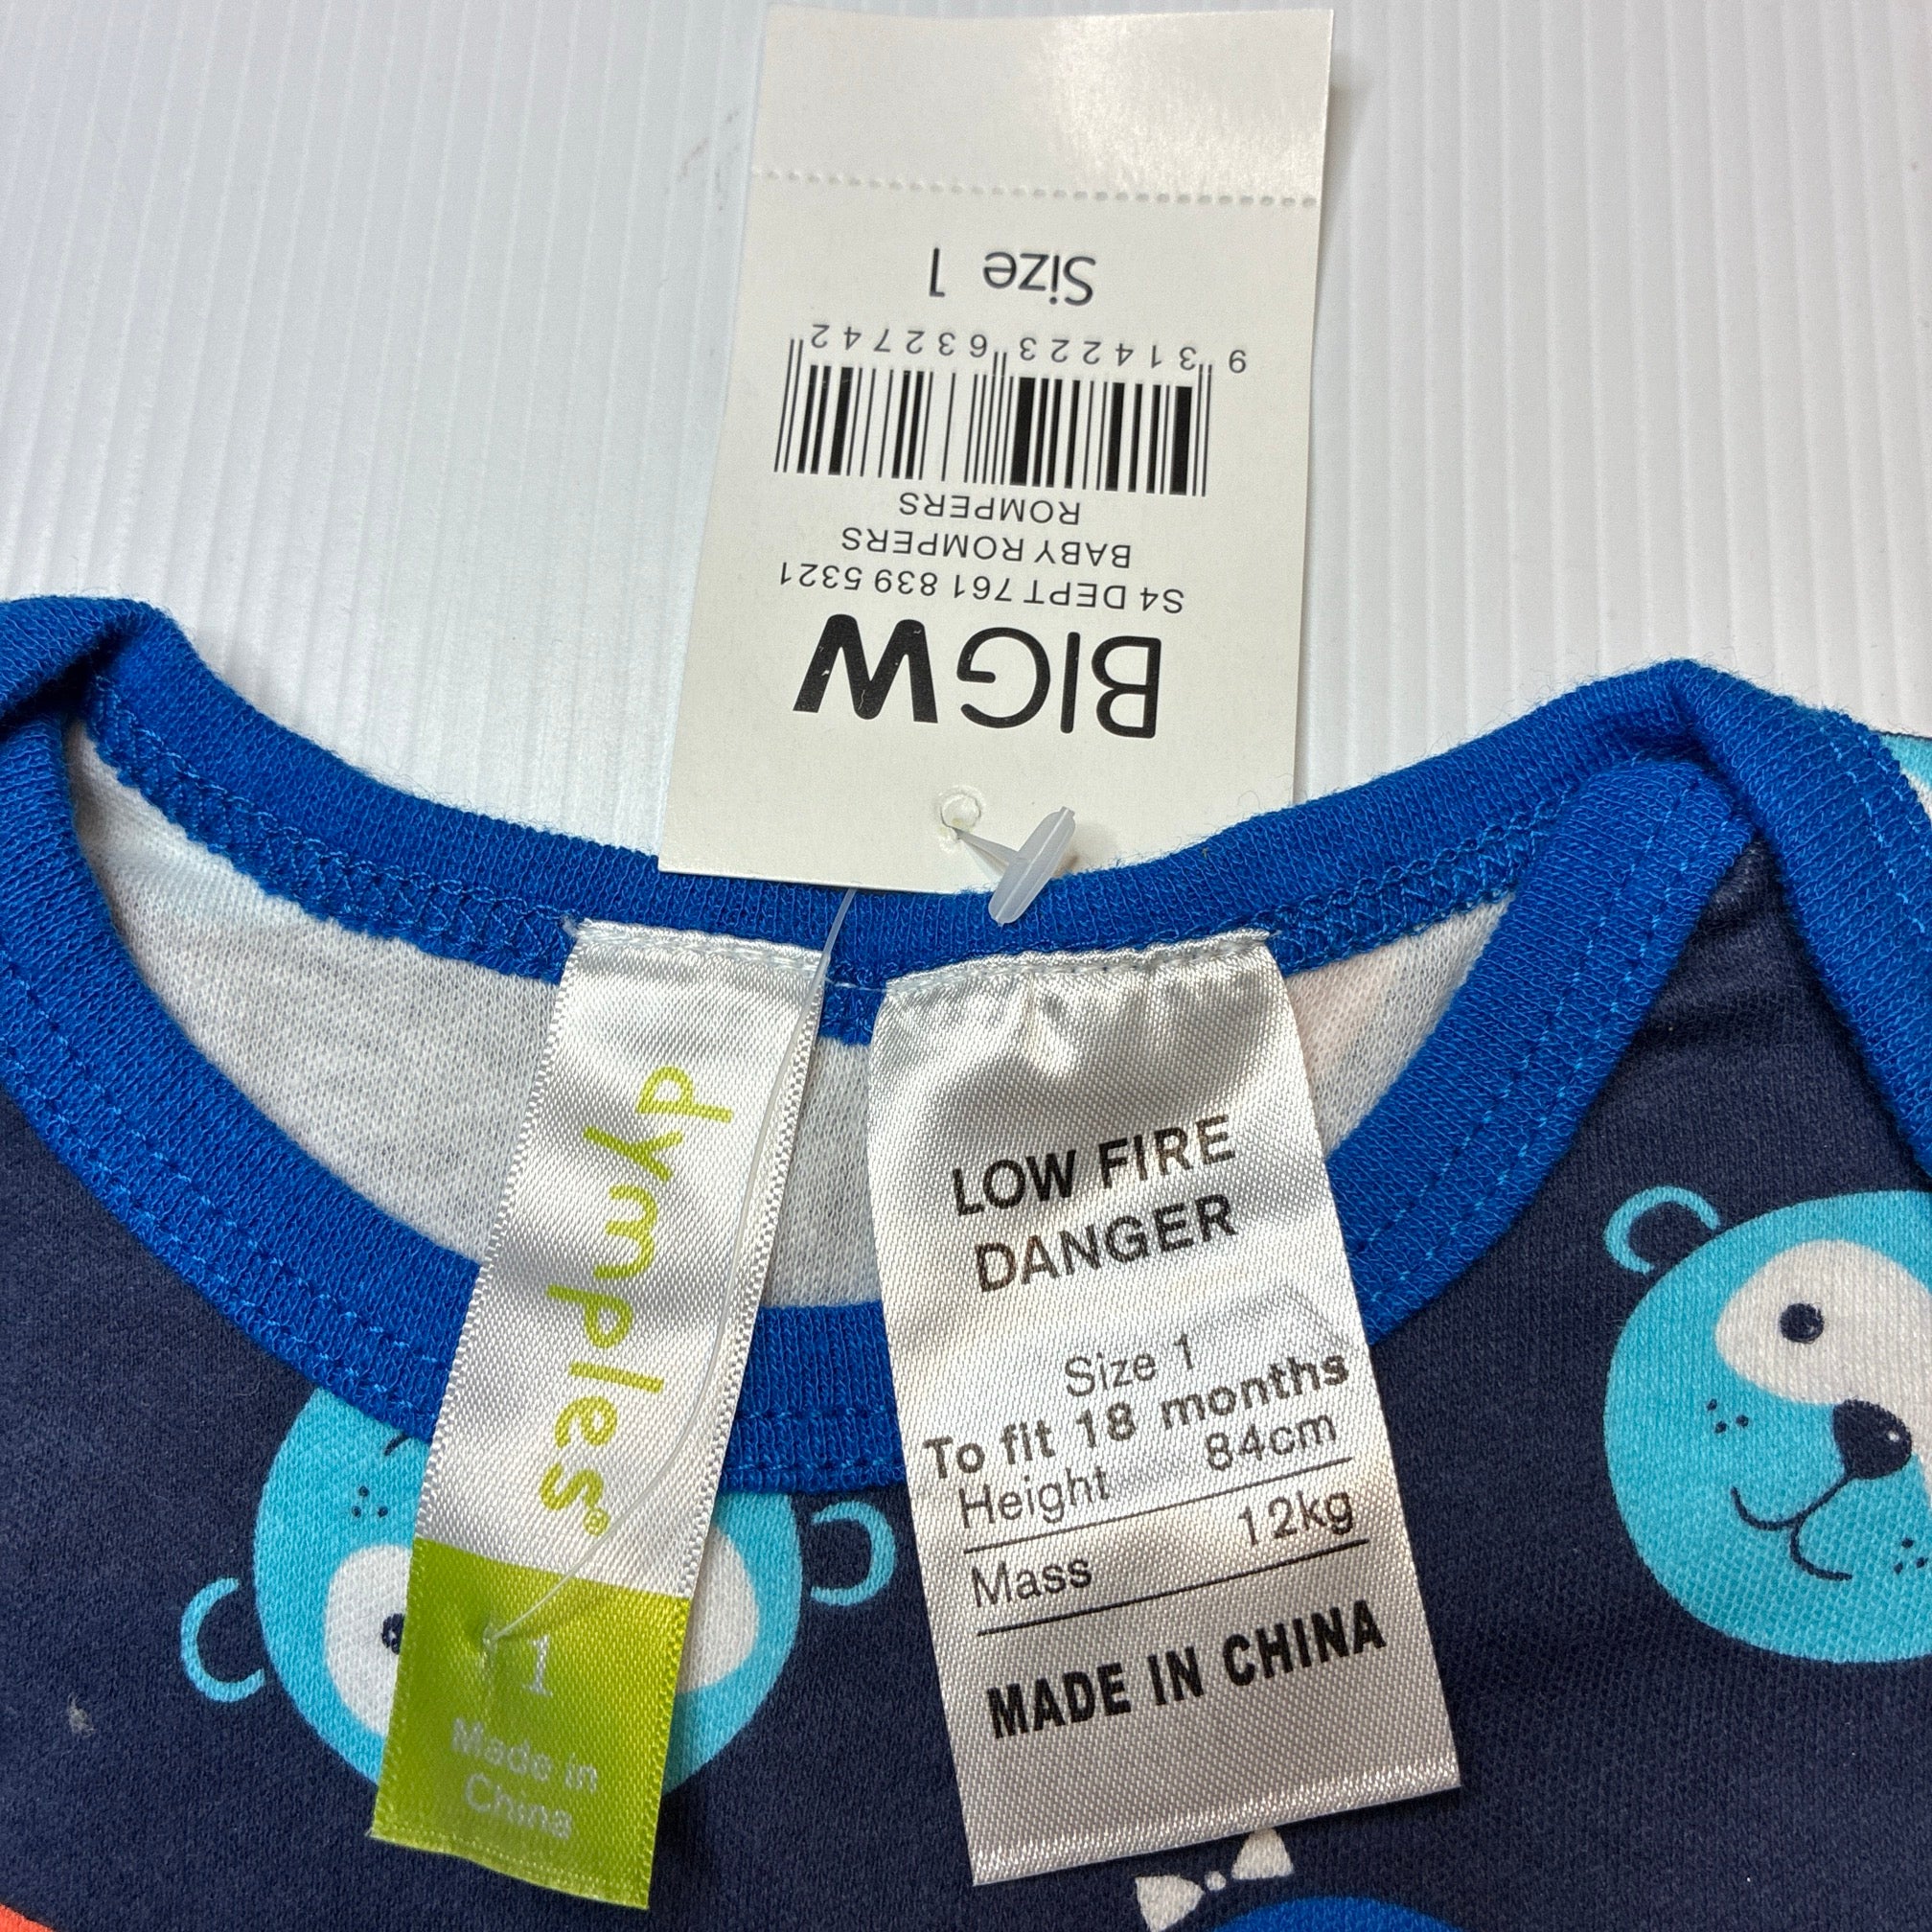 BIGW
S4 DEPT 761 839 5321
BABY ROMPERS
ROMPERS
9 314223 632742
Size 1
dymples®
1
Made in
China
LOW FIRE
DANGER
Size 1
To fit 18 months
Height 84cm
Mass 12kg
MADE IN CHINA